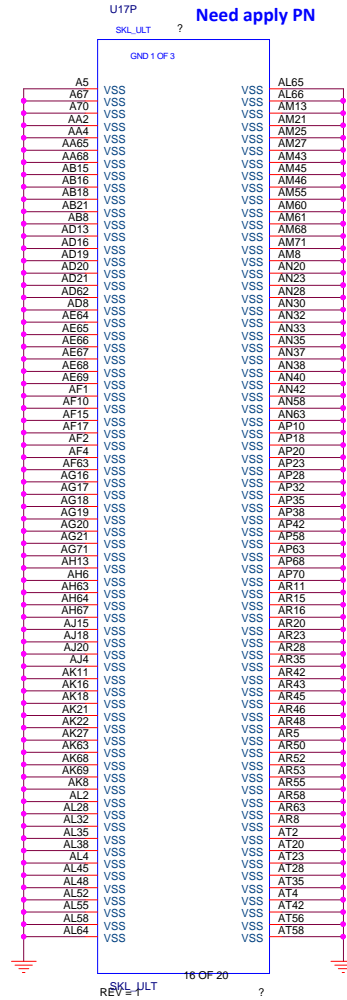 U17P
Need apply PN
SKL_ULT ?
GND 1 OF 3
A5 VSS VSS AL65
A67 VSS VSS AL66
A70 VSS VSS AM13
AA2 VSS VSS AM21
AA4 VSS VSS AM25
AA65 VSS VSS AM27
AA68 VSS VSS AM43
AB15 VSS VSS AM45
AB16 VSS VSS AM46
AB18 VSS VSS AM55
AB21 VSS VSS AM60
AB8 VSS VSS AM61
AD13 VSS VSS AM68
AD16 VSS VSS AM71
AD19 VSS VSS AM8
AD20 VSS VSS AN20
AD21 VSS VSS AN23
AD62 VSS VSS AN28
AD8 VSS VSS AN30
AE64 VSS VSS AN32
AE65 VSS VSS AN33
AE66 VSS VSS AN35
AE67 VSS VSS AN37
AE68 VSS VSS AN38
AE69 VSS VSS AN40
AF1 VSS VSS AN42
AF10 VSS VSS AN58
AF15 VSS VSS AN63
AF17 VSS VSS AP10
AF2 VSS VSS AP18
AF4 VSS VSS AP20
AF63 VSS VSS AP23
AG16 VSS VSS AP28
AG17 VSS VSS AP32
AG18 VSS VSS AP35
AG19 VSS VSS AP38
AG20 VSS VSS AP42
AG21 VSS VSS AP58
AG71 VSS VSS AP63
AH13 VSS VSS AP68
AH6 VSS VSS AP70
AH63 VSS VSS AR11
AH64 VSS VSS AR15
AH67 VSS VSS AR16
AJ15 VSS VSS AR20
AJ18 VSS VSS AR23
AJ20 VSS VSS AR28
AJ4 VSS VSS AR35
AK11 VSS VSS AR42
AK16 VSS VSS AR43
AK18 VSS VSS AR45
AK21 VSS VSS AR46
AK22 VSS VSS AR48
AK27 VSS VSS AR5
AK63 VSS VSS AR50
AK68 VSS VSS AR52
AK69 VSS VSS AR53
AK8 VSS VSS AR55
AL2 VSS VSS AR58
AL28 VSS VSS AR63
AL32 VSS VSS AR8
AL35 VSS VSS AT2
AL38 VSS VSS AT20
AL4 VSS VSS AT23
AL45 VSS VSS AT28
AL48 VSS VSS AT35
AL52 VSS VSS AT4
AL55 VSS VSS AT42
AL58 VSS VSS AT56
AL64 VSS VSS AT58
16 OF 20
SKL_ULT
REV = 1 ?